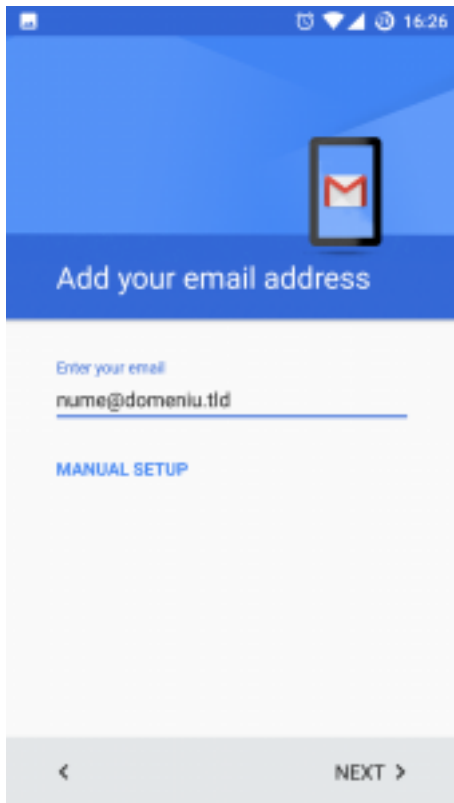 16:26
Add your email address
Enter your email
nume@domeniu.tld
MANUAL SETUP
NEXT